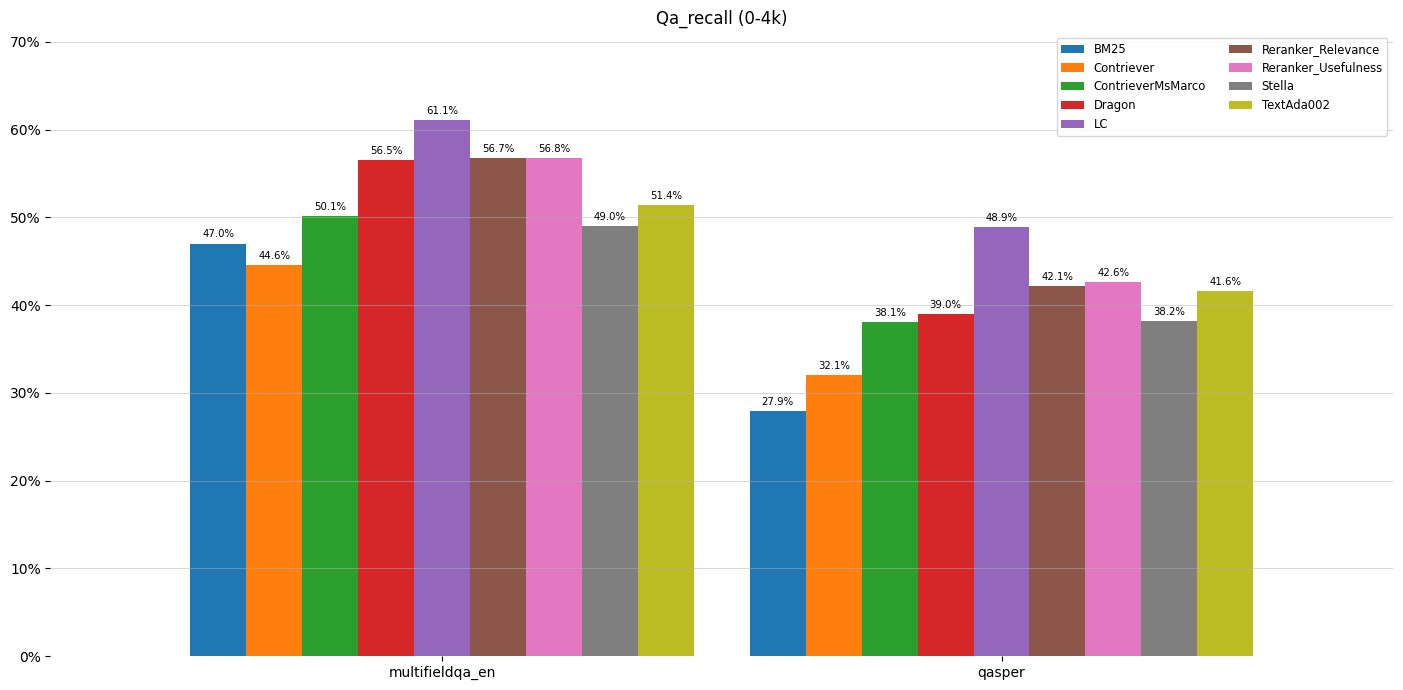 Qa_recall (0-4k)
BM25
Contriever
ContrieverMsMarco
Dragon
LC
Reranker_Relevance
Reranker_Usefulness
Stella
TextAda002
70%
60%
50%
40%
30%
20%
10%
0%
47.0%
44.6%
50.1%
56.5%
61.1%
56.7%
56.8%
49.0%
51.4%
27.9%
32.1%
38.1%
39.0%
48.9%
42.1%
42.6%
38.2%
41.6%
multifieldqa_en
qasper